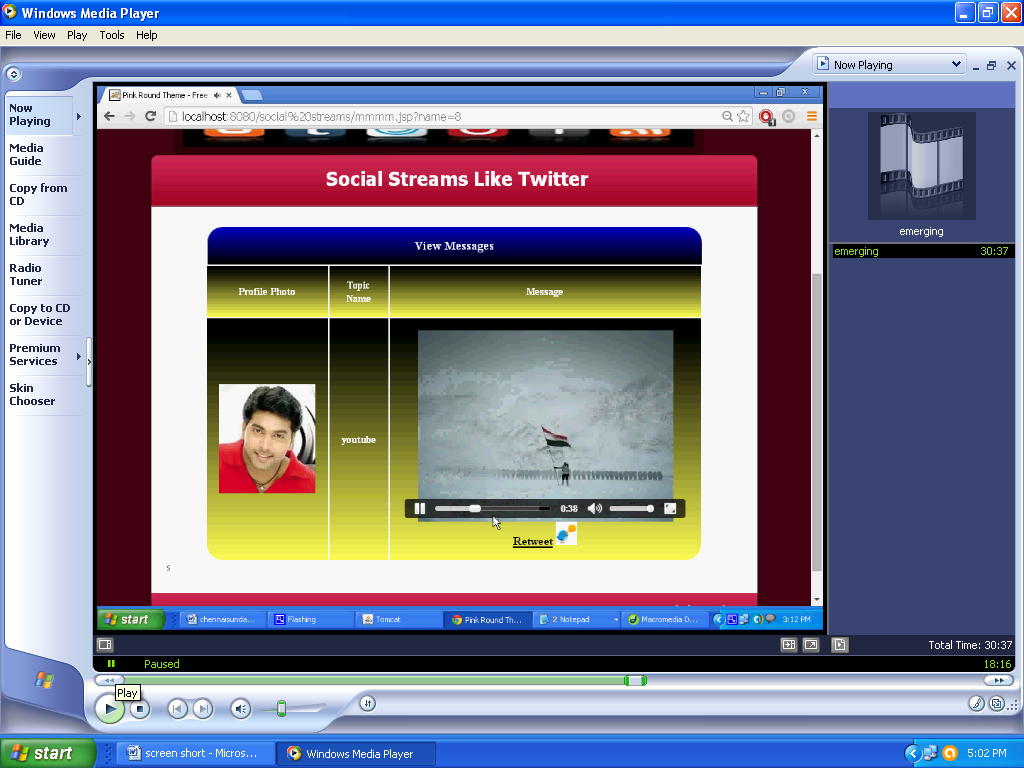 Windows Media Player
File View Play Tools Help
Now Playing
Now
Playing
Media
Guide
Copy from
CD
Media
Library
Radio
Tuner
Copy to CD
or Device
Premium
Services
Skin
Chooser
Pink Round Theme - Free
localhost:8080/social%20streams/mmmm.jsp?name=8
Social Streams Like Twitter
View Messages
Profile Photo
Topic
Name
Message
youtube
0:38
Retweet
s
emerging
emerging 30:37
start chennaisunda... Flashing Tomcat Pink Round Th... 2 Notepad Macromedia D... 3:12 PM
Total Time: 30:37
Paused 18:16
Play
start screen short - Micros... Windows Media Player 5:02 PM